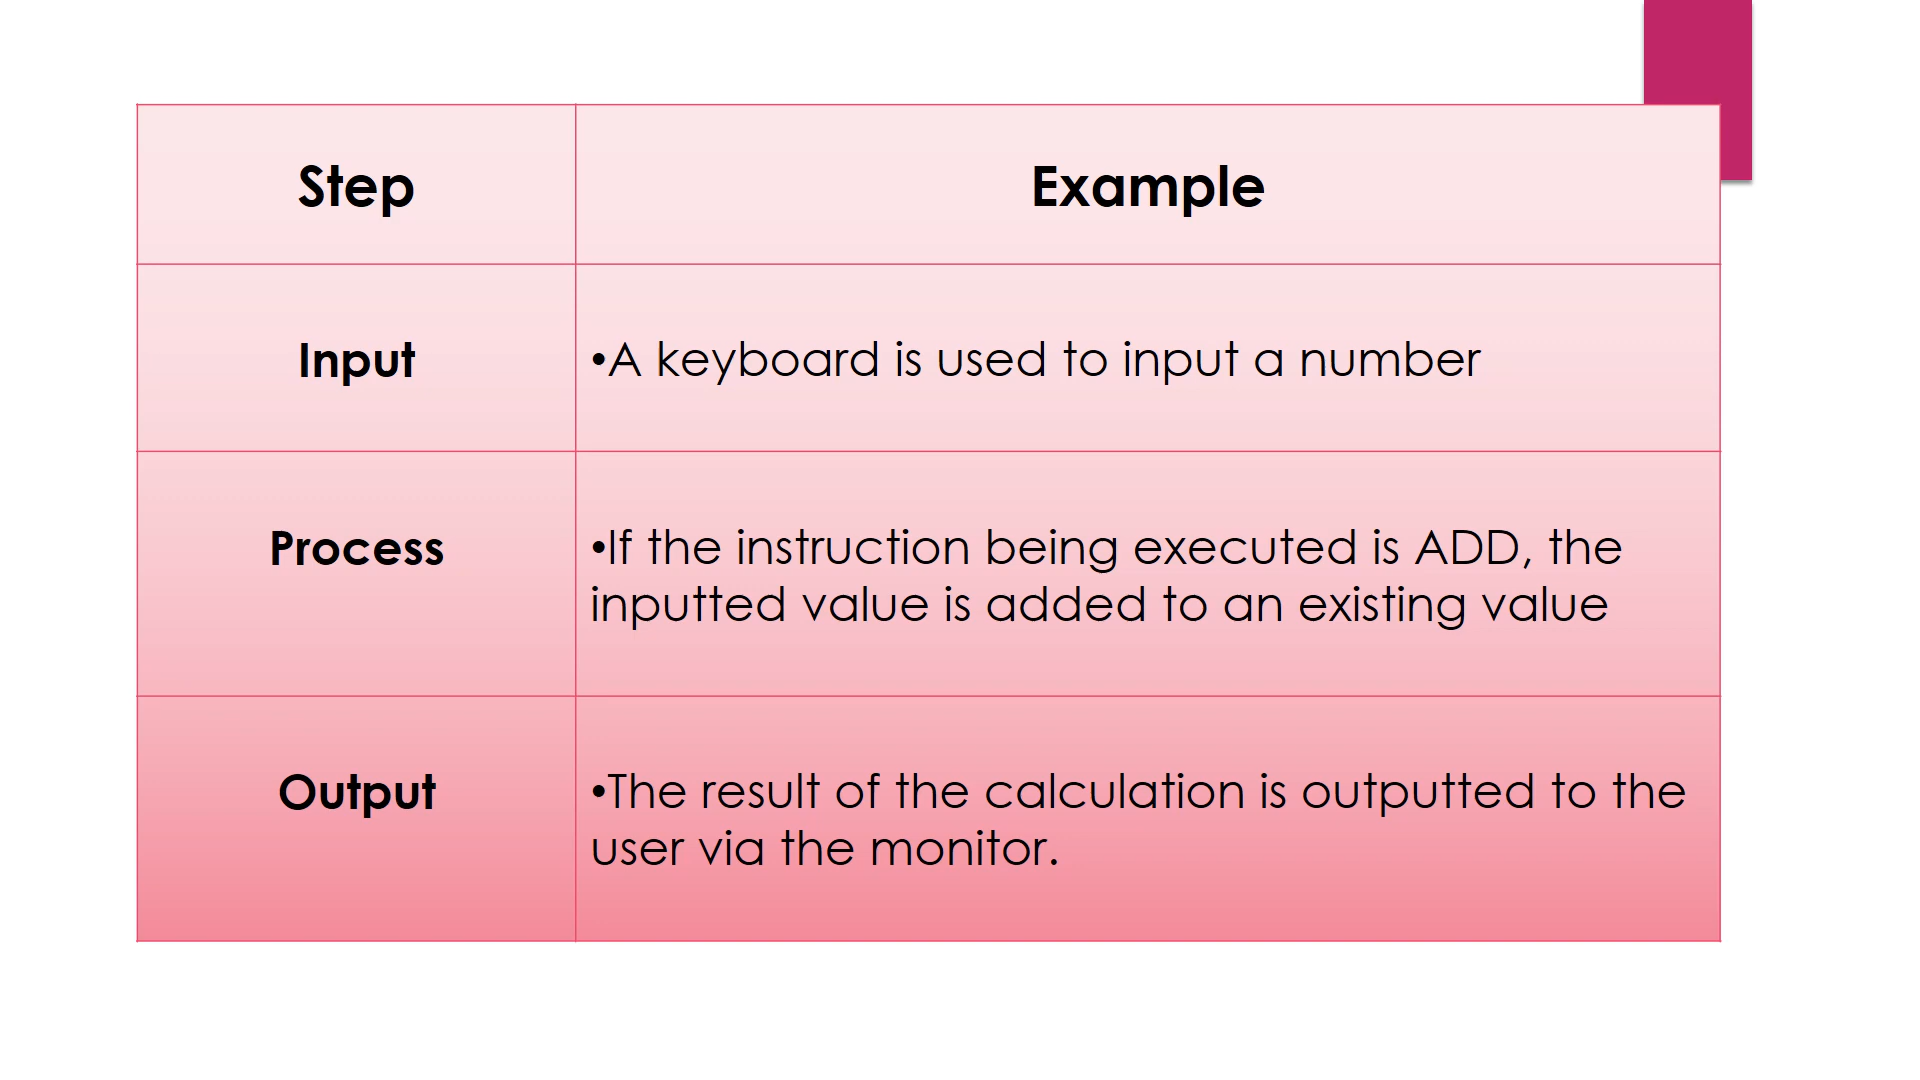 Step
Example
Input
•A keyboard is used to input a number
Process
•If the instruction being executed is ADD, the
inputted value is added to an existing value
Output
•The result of the calculation is outputted to the
user via the monitor.